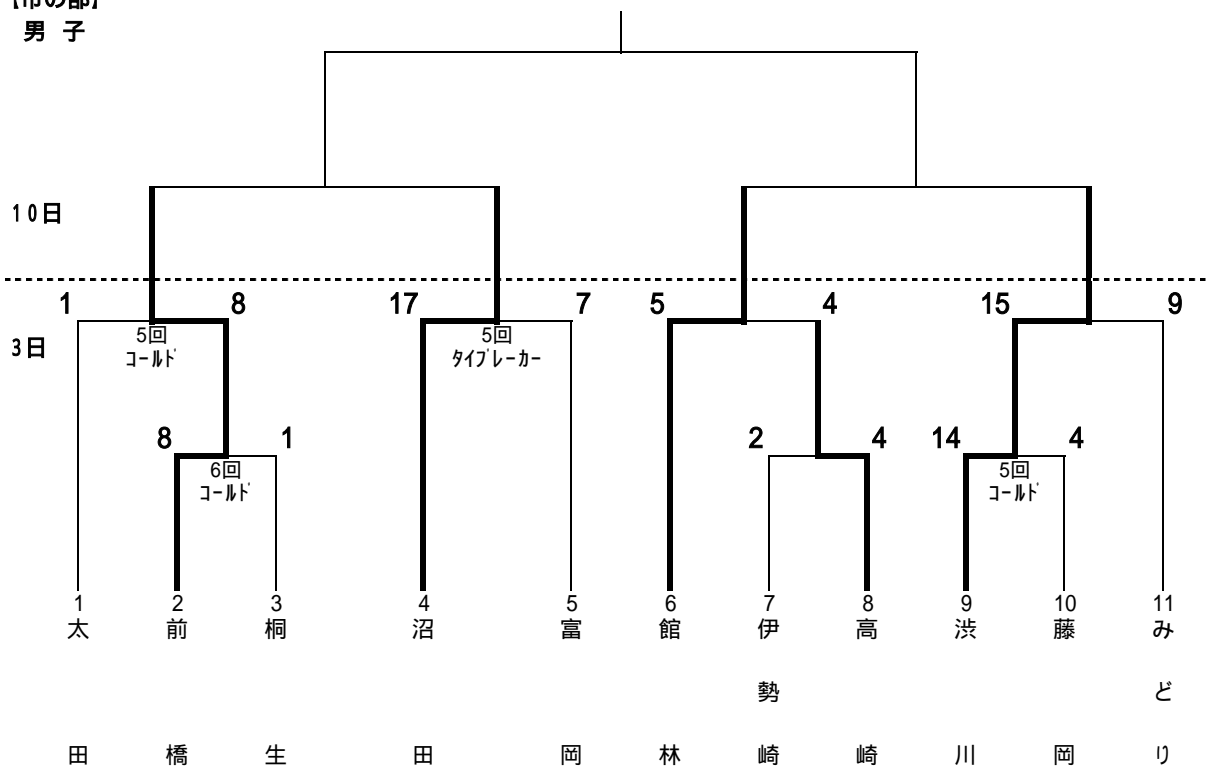 【市の部】
男 子
10日
3日
1 8 17 7 5 4 15 9
5回
コールド
5回
タイブレーカー
8 1 2 4 14 4
6回
コールド
5回
コールド
1 2 3 4 5 6 7 8 9 10 11
太田
前橋
桐生
沼田
富岡
館林
伊勢崎
高崎
渋川
藤岡
みどり